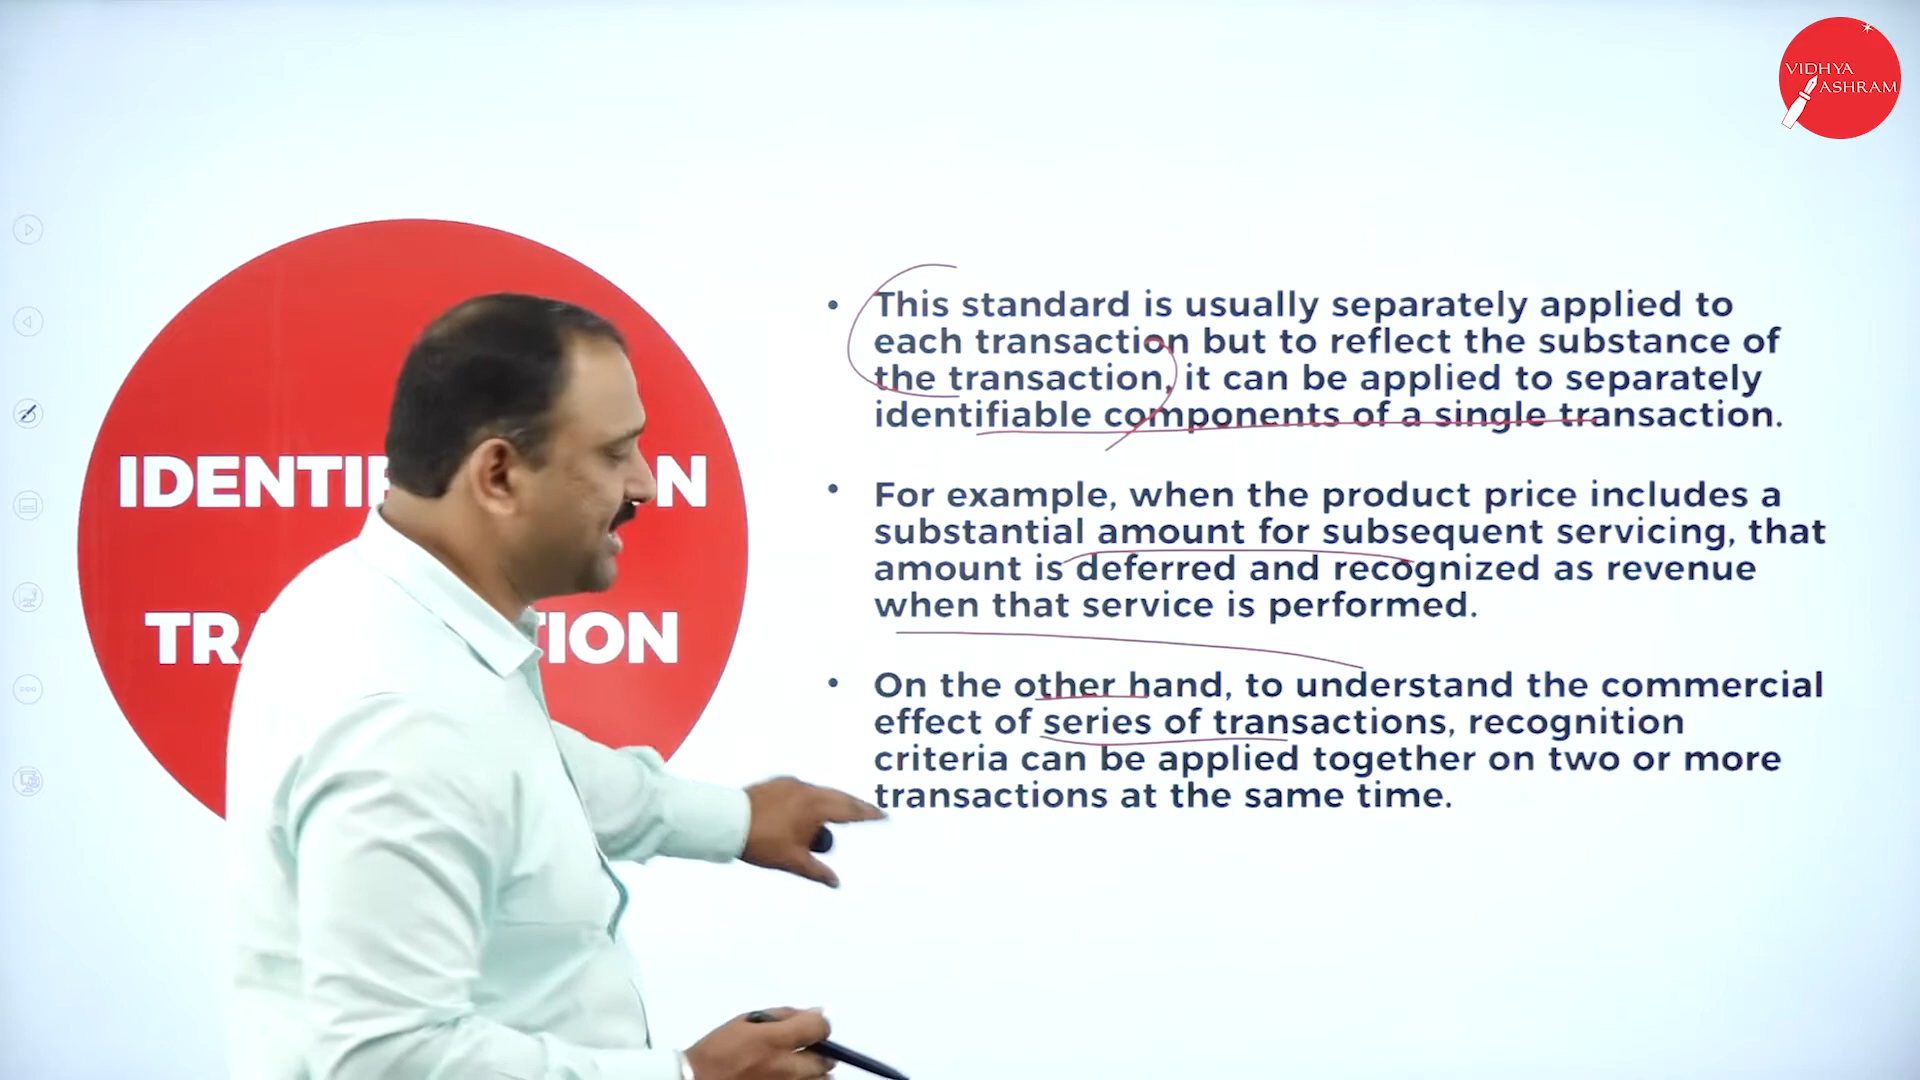 VIDHYA
ASHRAM
This standard is usually separately applied to
each transaction but to reflect the substance of
the transaction, it can be applied to separately
identifiable components of a single transaction.
For example, when the product price includes a
substantial amount for subsequent servicing, that
amount is deferred and recognized as revenue
when that service is performed.
On the other hand, to understand the commercial
effect of series of transactions, recognition
criteria can be applied together on two or more
transactions at the same time.